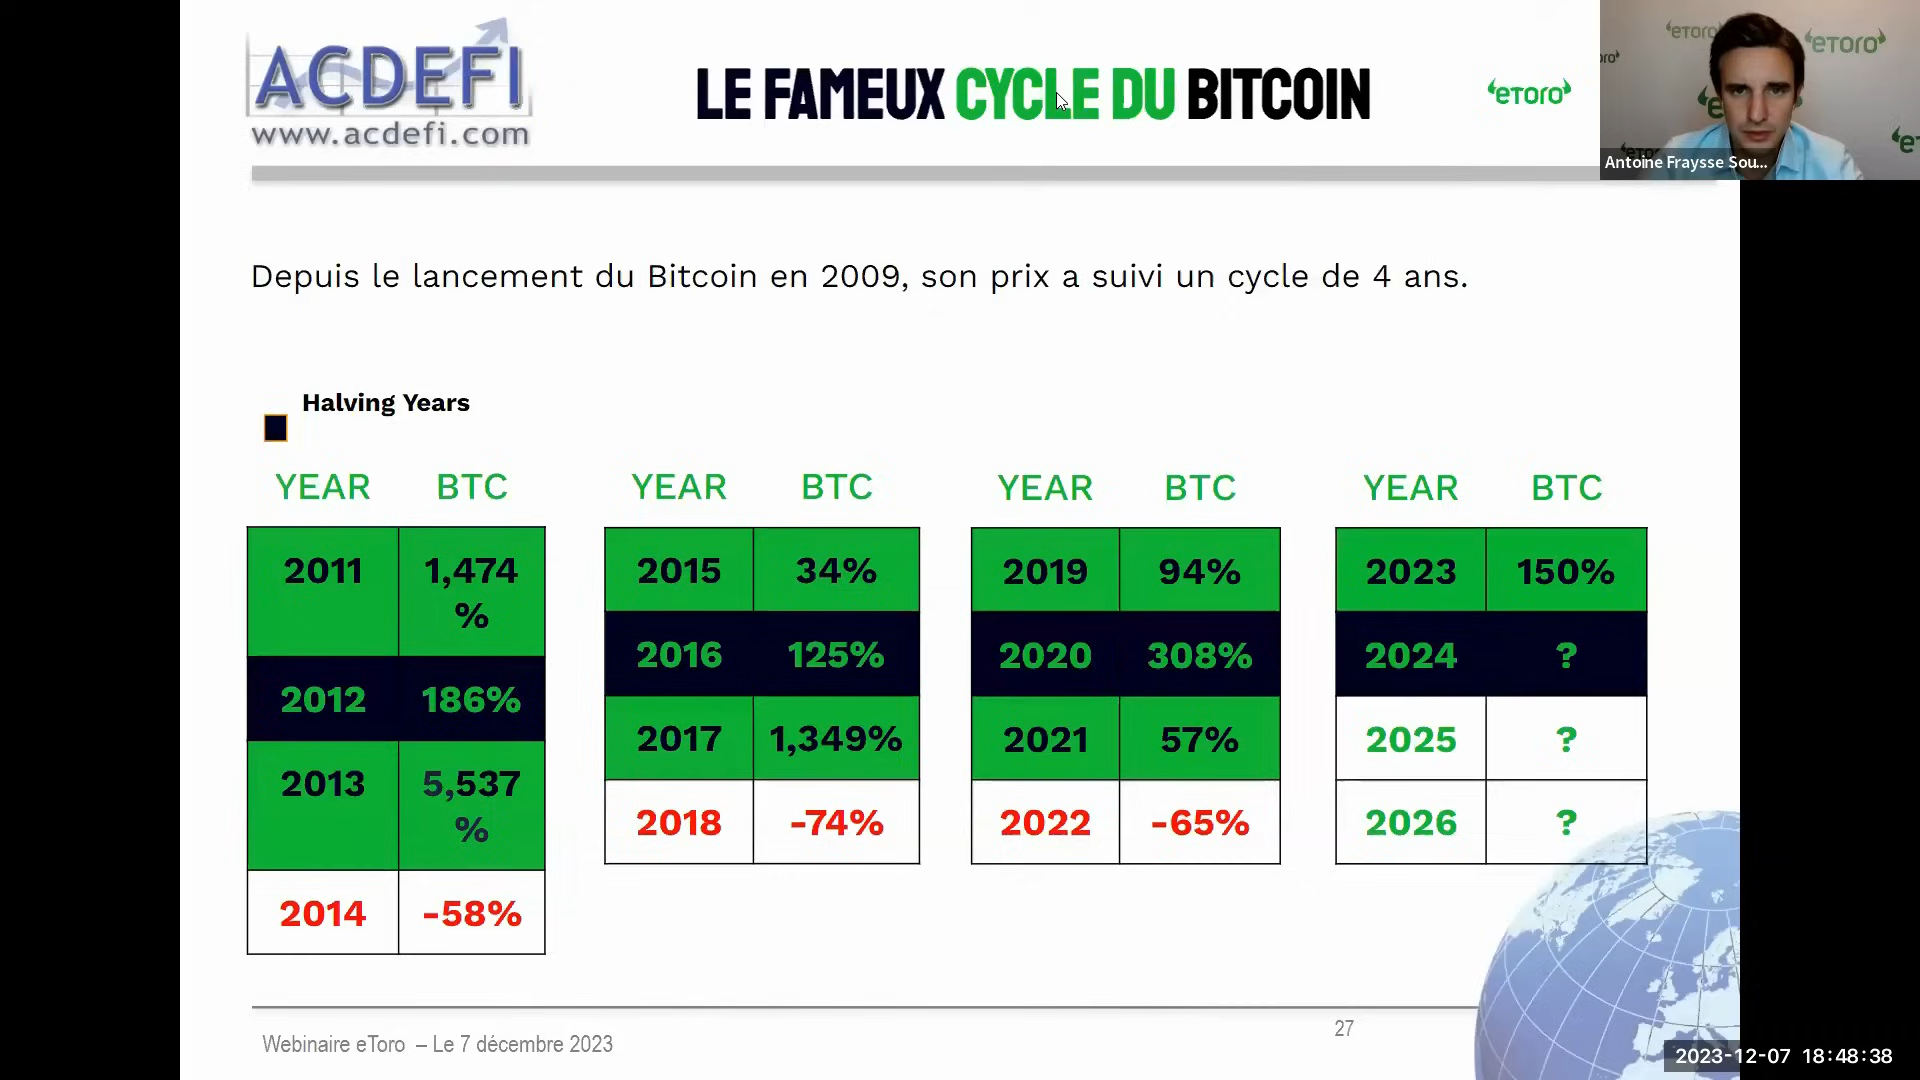 ACDEFI
www.acdefi.com
LE FAMEUX CYCLE DU BITCOIN
eTORO
Antoine Fraysse Sou...
Depuis le lancement du Bitcoin en 2009, son prix a suivi un cycle de 4 ans.
Halving Years
YEAR BTC
2011 1,474
%
2012 186%
2013 5,537
%
2014 -58%
YEAR BTC
2015 34%
2016 125%
2017 1,349%
2018 -74%
YEAR BTC
2019 94%
2020 308%
2021 57%
2022 -65%
YEAR BTC
2023 150%
2024 ?
2025 ?
2026 ?
Webinaire eToro – Le 7 décembre 2023
27
2023-12-07 18:48:38